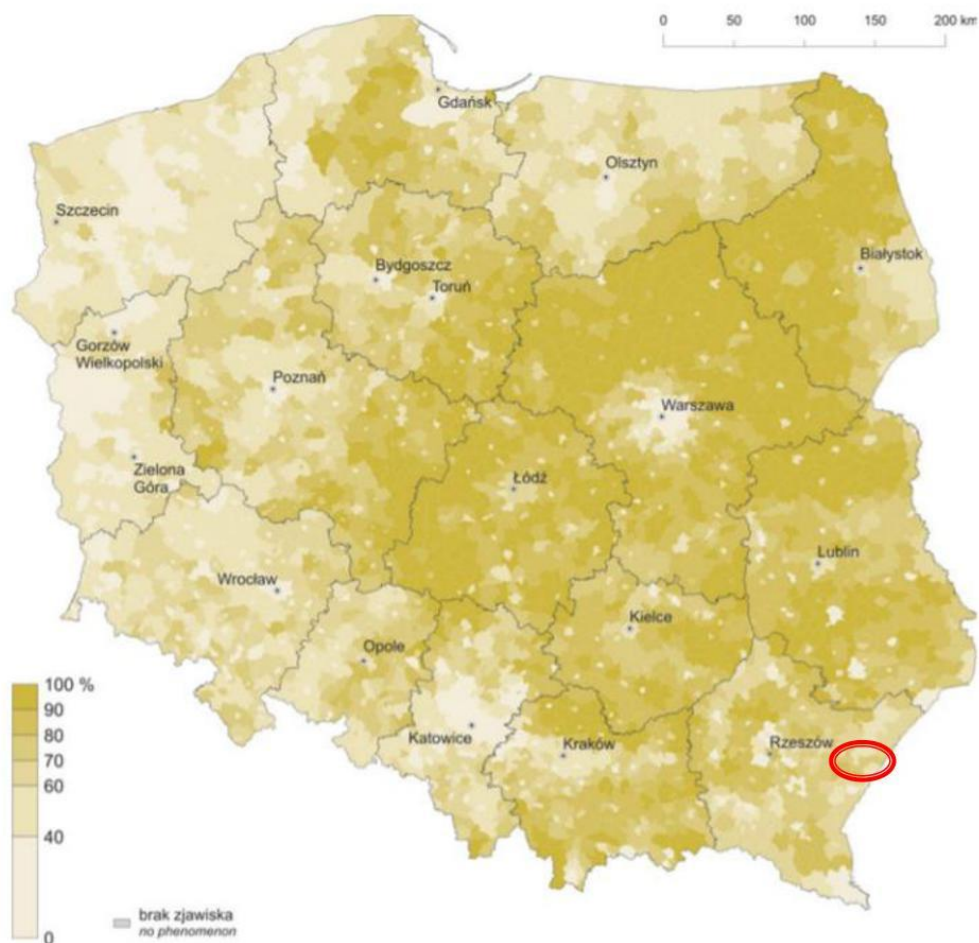 0 50 100 150 200 km
Gdańsk
Olsztyn
Szczecin
Białystok
Bydgoszcz
Toruń
Gorzów
Wielkopolski
Poznań
Warszawa
Zielona
Góra
Łódź
Lublin
Wrocław
Kielce
Opole
100 %
90
80
70
60
40
0
Katowice
Kraków
Rzeszów
brak zjawiska
no phenomenon